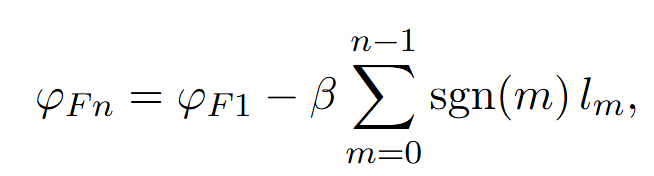 φ_{Fn} = φ_{F1} − β ∑_{m=0}^{n−1} sgn(m) l_m,